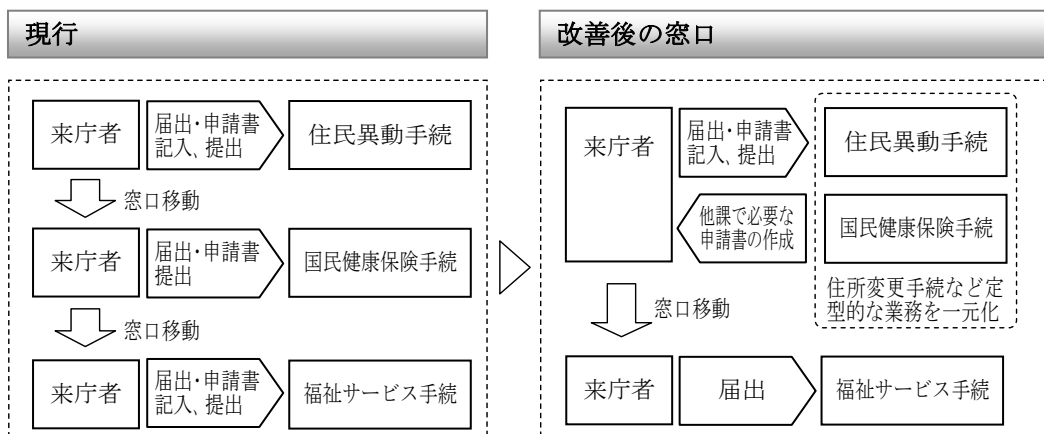 現行
来庁者
届出・申請書
記入、提出
住民異動手続
窓口移動
来庁者
届出・申請書
提出
国民健康保険手続
窓口移動
来庁者
届出・申請書
記入、提出
福祉サービス手続
改善後の窓口
来庁者
届出・申請書
記入、提出
住民異動手続
他課で必要な
申請書の作成
国民健康保険手続
住所変更手続など定
型的な業務を一元化
窓口移動
来庁者
届出
福祉サービス手続